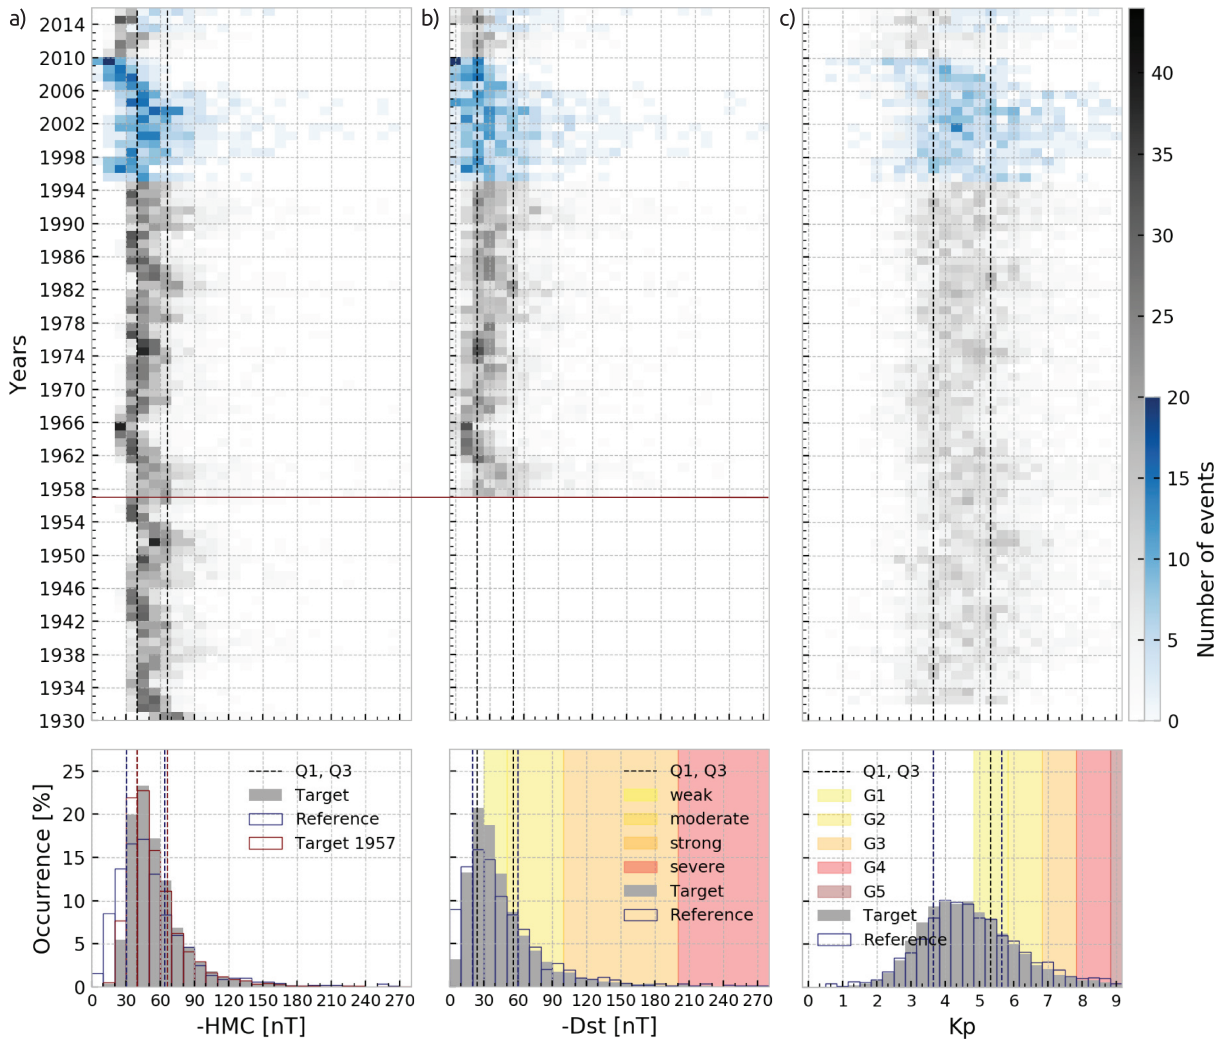 a)
b)
c)
Years
2014
2010
2006
2002
1998
1994
1990
1986
1982
1978
1974
1970
1966
1962
1958
1954
1950
1946
1942
1938
1934
1930
40
35
30
25
20
15
10
5
0
Number of events
Occurrence [%]
25
20
15
10
5
0
Q1, Q3
Target
Reference
Target 1957
0 30 60 90 120 150 180 210 240 270
-HMC [nT]
Q1, Q3
weak
moderate
strong
severe
Target
Reference
0 30 60 90 120 150 180 210 240 270
-Dst [nT]
Q1, Q3
G1
G2
G3
G4
G5
Target
Reference
0 1 2 3 4 5 6 7 8 9
Kp